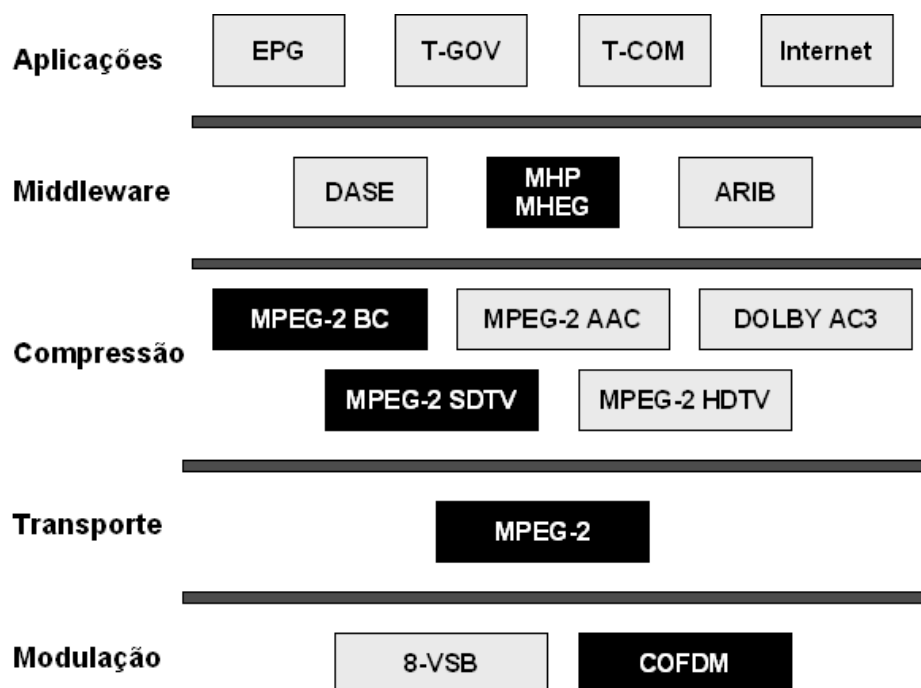 Aplicações
EPG
T-GOV
T-COM
Internet
Middleware
DASE
MHP
MHEG
ARIB
Compressão
MPEG-2 BC
MPEG-2 AAC
DOLBY AC3
MPEG-2 SDTV
MPEG-2 HDTV
Transporte
MPEG-2
Modulação
8-VSB
COFDM